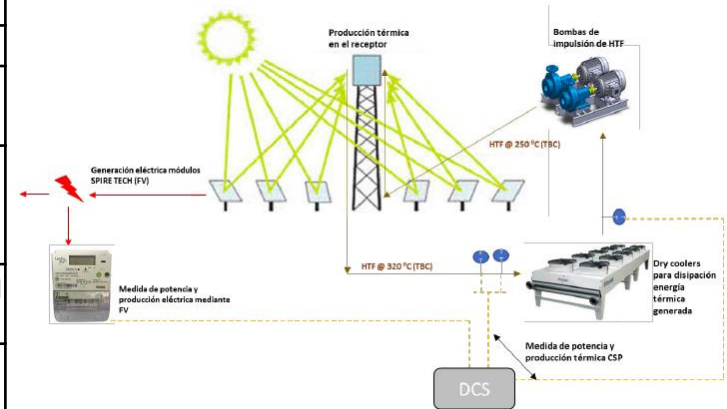 Producción térmica
en el receptor
Bombas de
impulsión de HTF
HTF @ 250 ºC (TBC)
Generación eléctrica módulos
SPIRE TECH (FV)
HTF @ 320 ºC (TBC)
Dry coolers
para disipación
energía
térmica
generada
Medida de potencia y
producción eléctrica mediante
FV
Medida de potencia y
producción térmica CSP
DCS